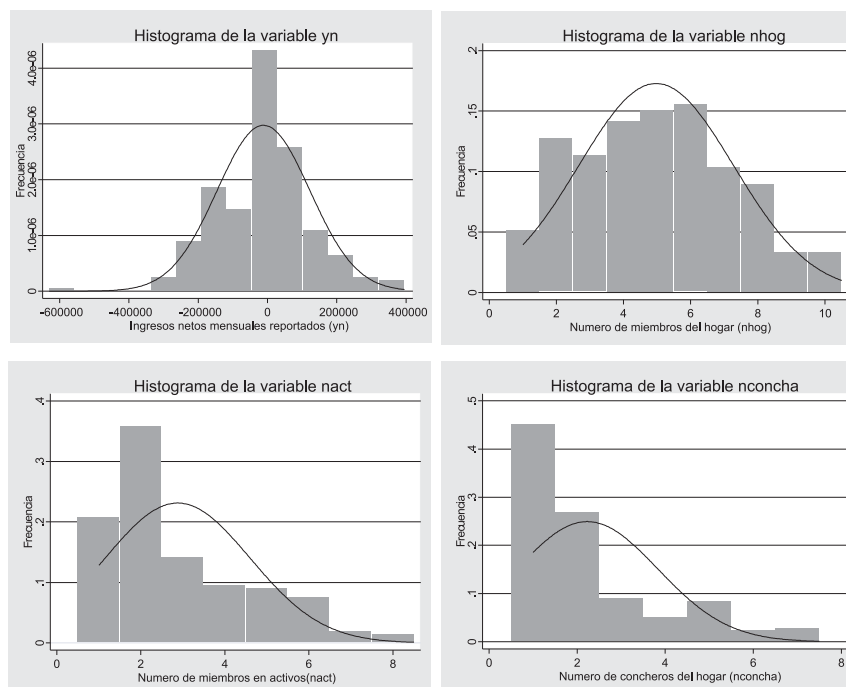 Histograma de la variable yn
Frecuencia
4.0e-06
3.0e-06
2.0e-06
1.0e-06
0
-600000 -400000 -200000 0 200000 400000
Ingresos netos mensuales reportados (yn)
Histograma de la variable nhog
Frecuencia
.2
.15
.1
.05
0
0 2 4 6 8 10
Numero de miembros del hogar (nhog)
Histograma de la variable nact
Frecuencia
.4
.3
.2
.1
0
0 2 4 6 8
Numero de miembros en activos(nact)
Histograma de la variable nconcha
Frecuencia
.5
.4
.3
.2
.1
0
0 2 4 6 8
Numero de concheros del hogar (nconcha)